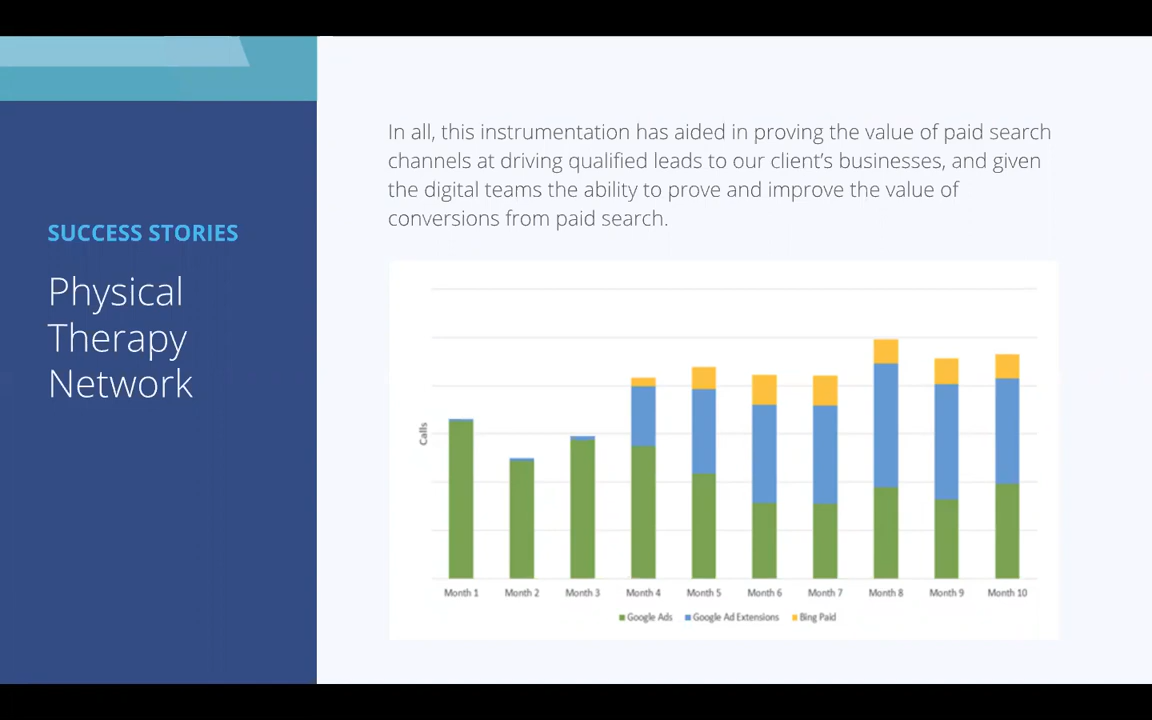 SUCCESS STORIES
Physical
Therapy
Network
In all, this instrumentation has aided in proving the value of paid search
channels at driving qualified leads to our client's businesses, and given
the digital teams the ability to prove and improve the value of
conversions from paid search.
Calls
Month 1 Month 2 Month 3 Month 4 Month 5 Month 6 Month 7 Month 8 Month 9 Month 10
Google Ads Google Ad Extensions Bing Paid